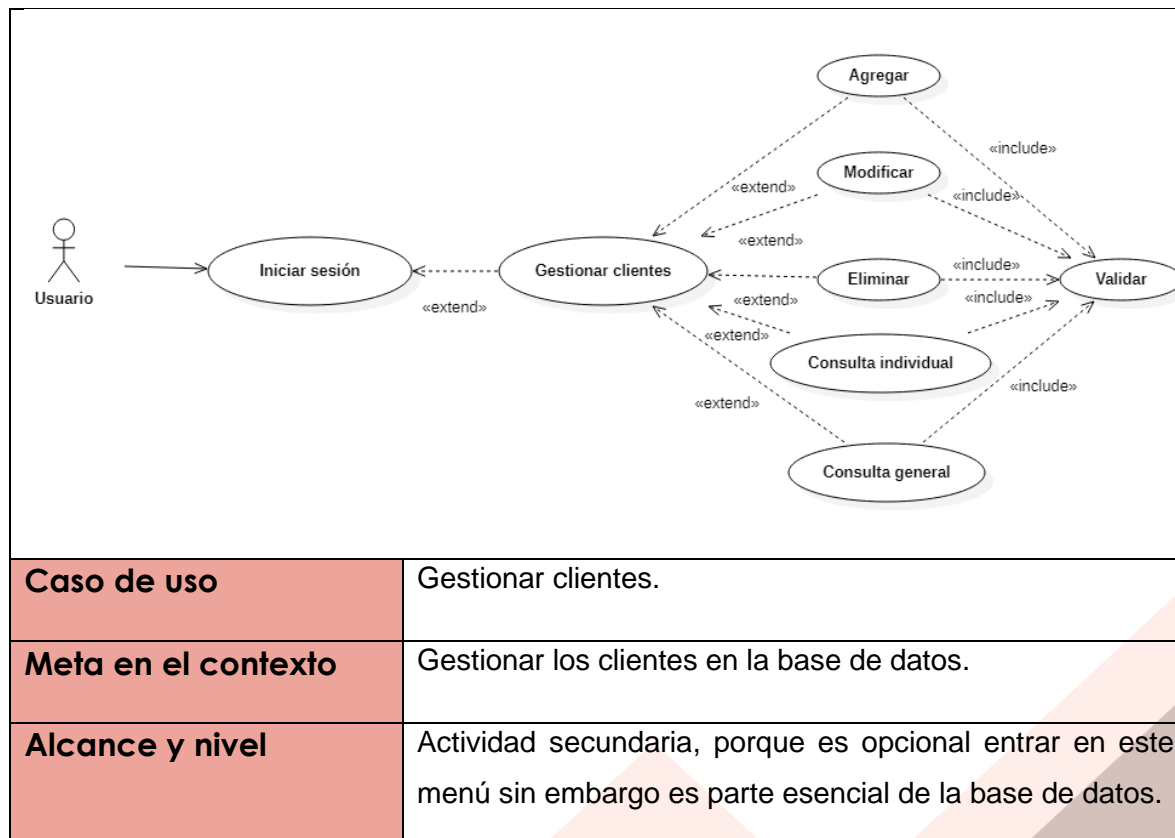 Agregar
«include»
Modificar
«extend»
«include»
«extend»
Iniciar sesión
Gestionar clientes
Eliminar
«include»
Validar
Usuario
«extend»
«extend»
«include»
«extend»
Consulta individual
«include»
«extend»
Consulta general
Caso de uso
Gestionar clientes.
Meta en el contexto
Gestionar los clientes en la base de datos.
Alcance y nivel
Actividad secundaria, porque es opcional entrar en este
menú sin embargo es parte esencial de la base de datos.